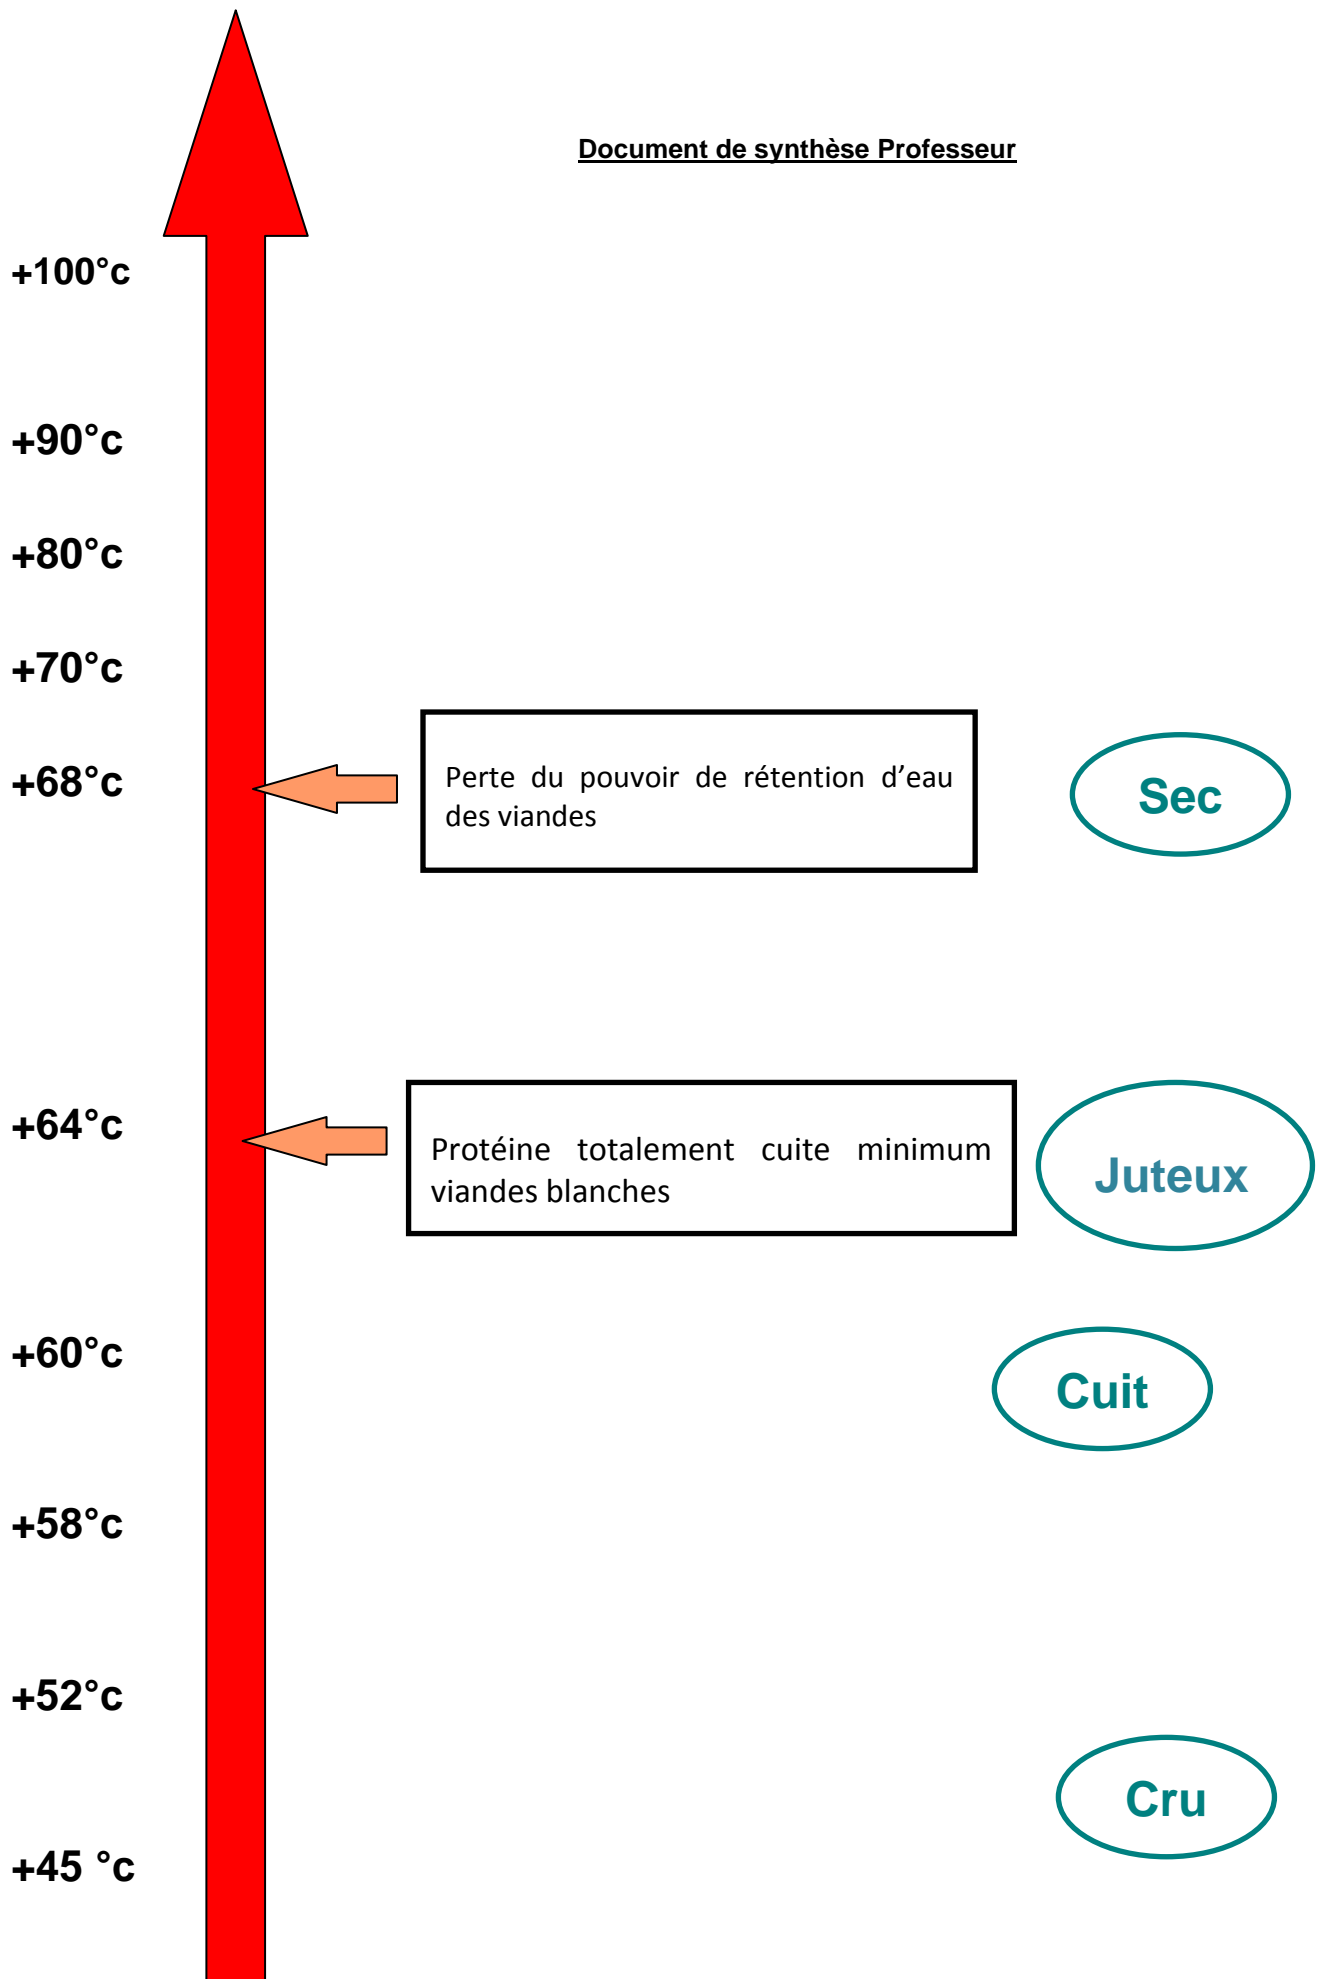 Document de synthèse Professeur
+100°c
+90°c
+80°c
+70°c
+68°c
Perte du pouvoir de rétention d’eau
des viandes
Sec
+64°c
Protéine totalement cuite minimum
viandes blanches
Juteux
+60°c
Cuit
+58°c
+52°c
Cru
+45 °c